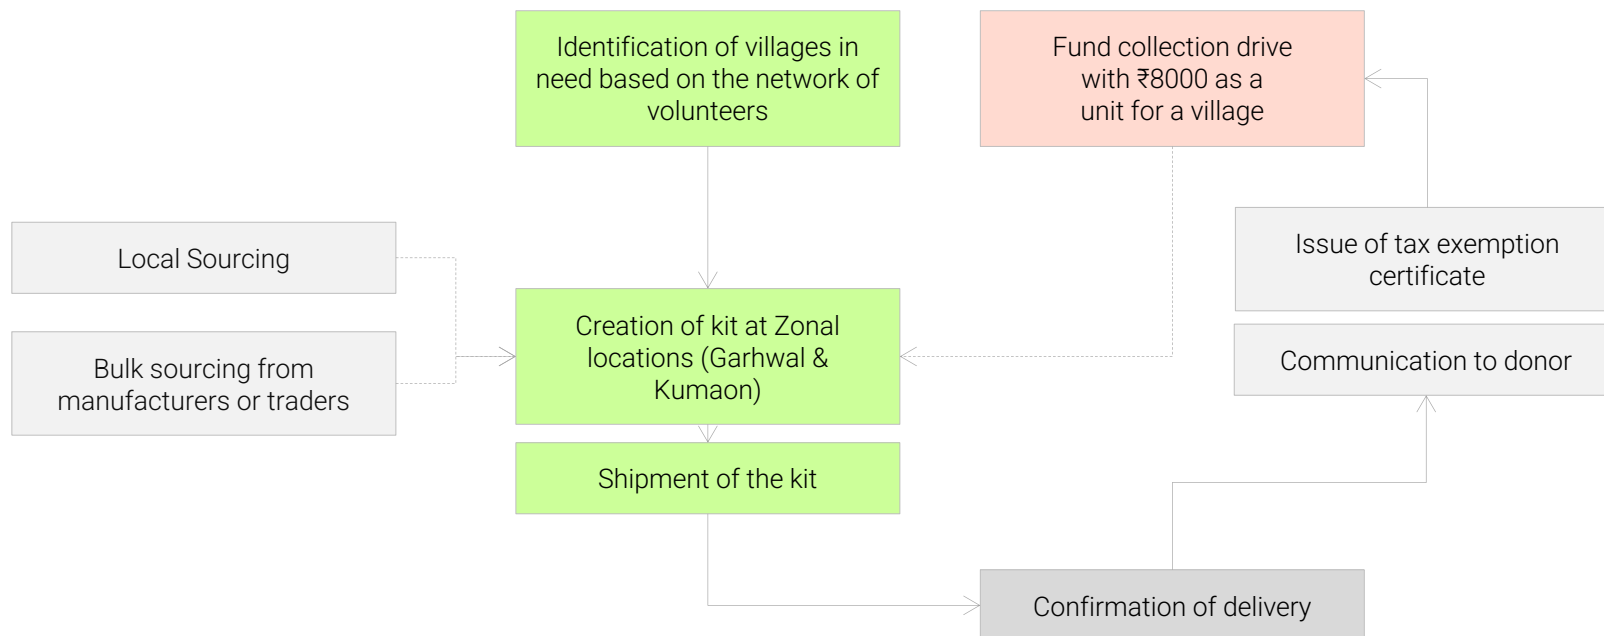 Identification of villages in
need based on the network of
volunteers
Fund collection drive
with ₹8000 as a
unit for a village
Local Sourcing
Issue of tax exemption
certificate
Creation of kit at Zonal
locations (Garhwal &
Kumaon)
Bulk sourcing from
manufacturers or traders
Communication to donor
Shipment of the kit
Confirmation of delivery